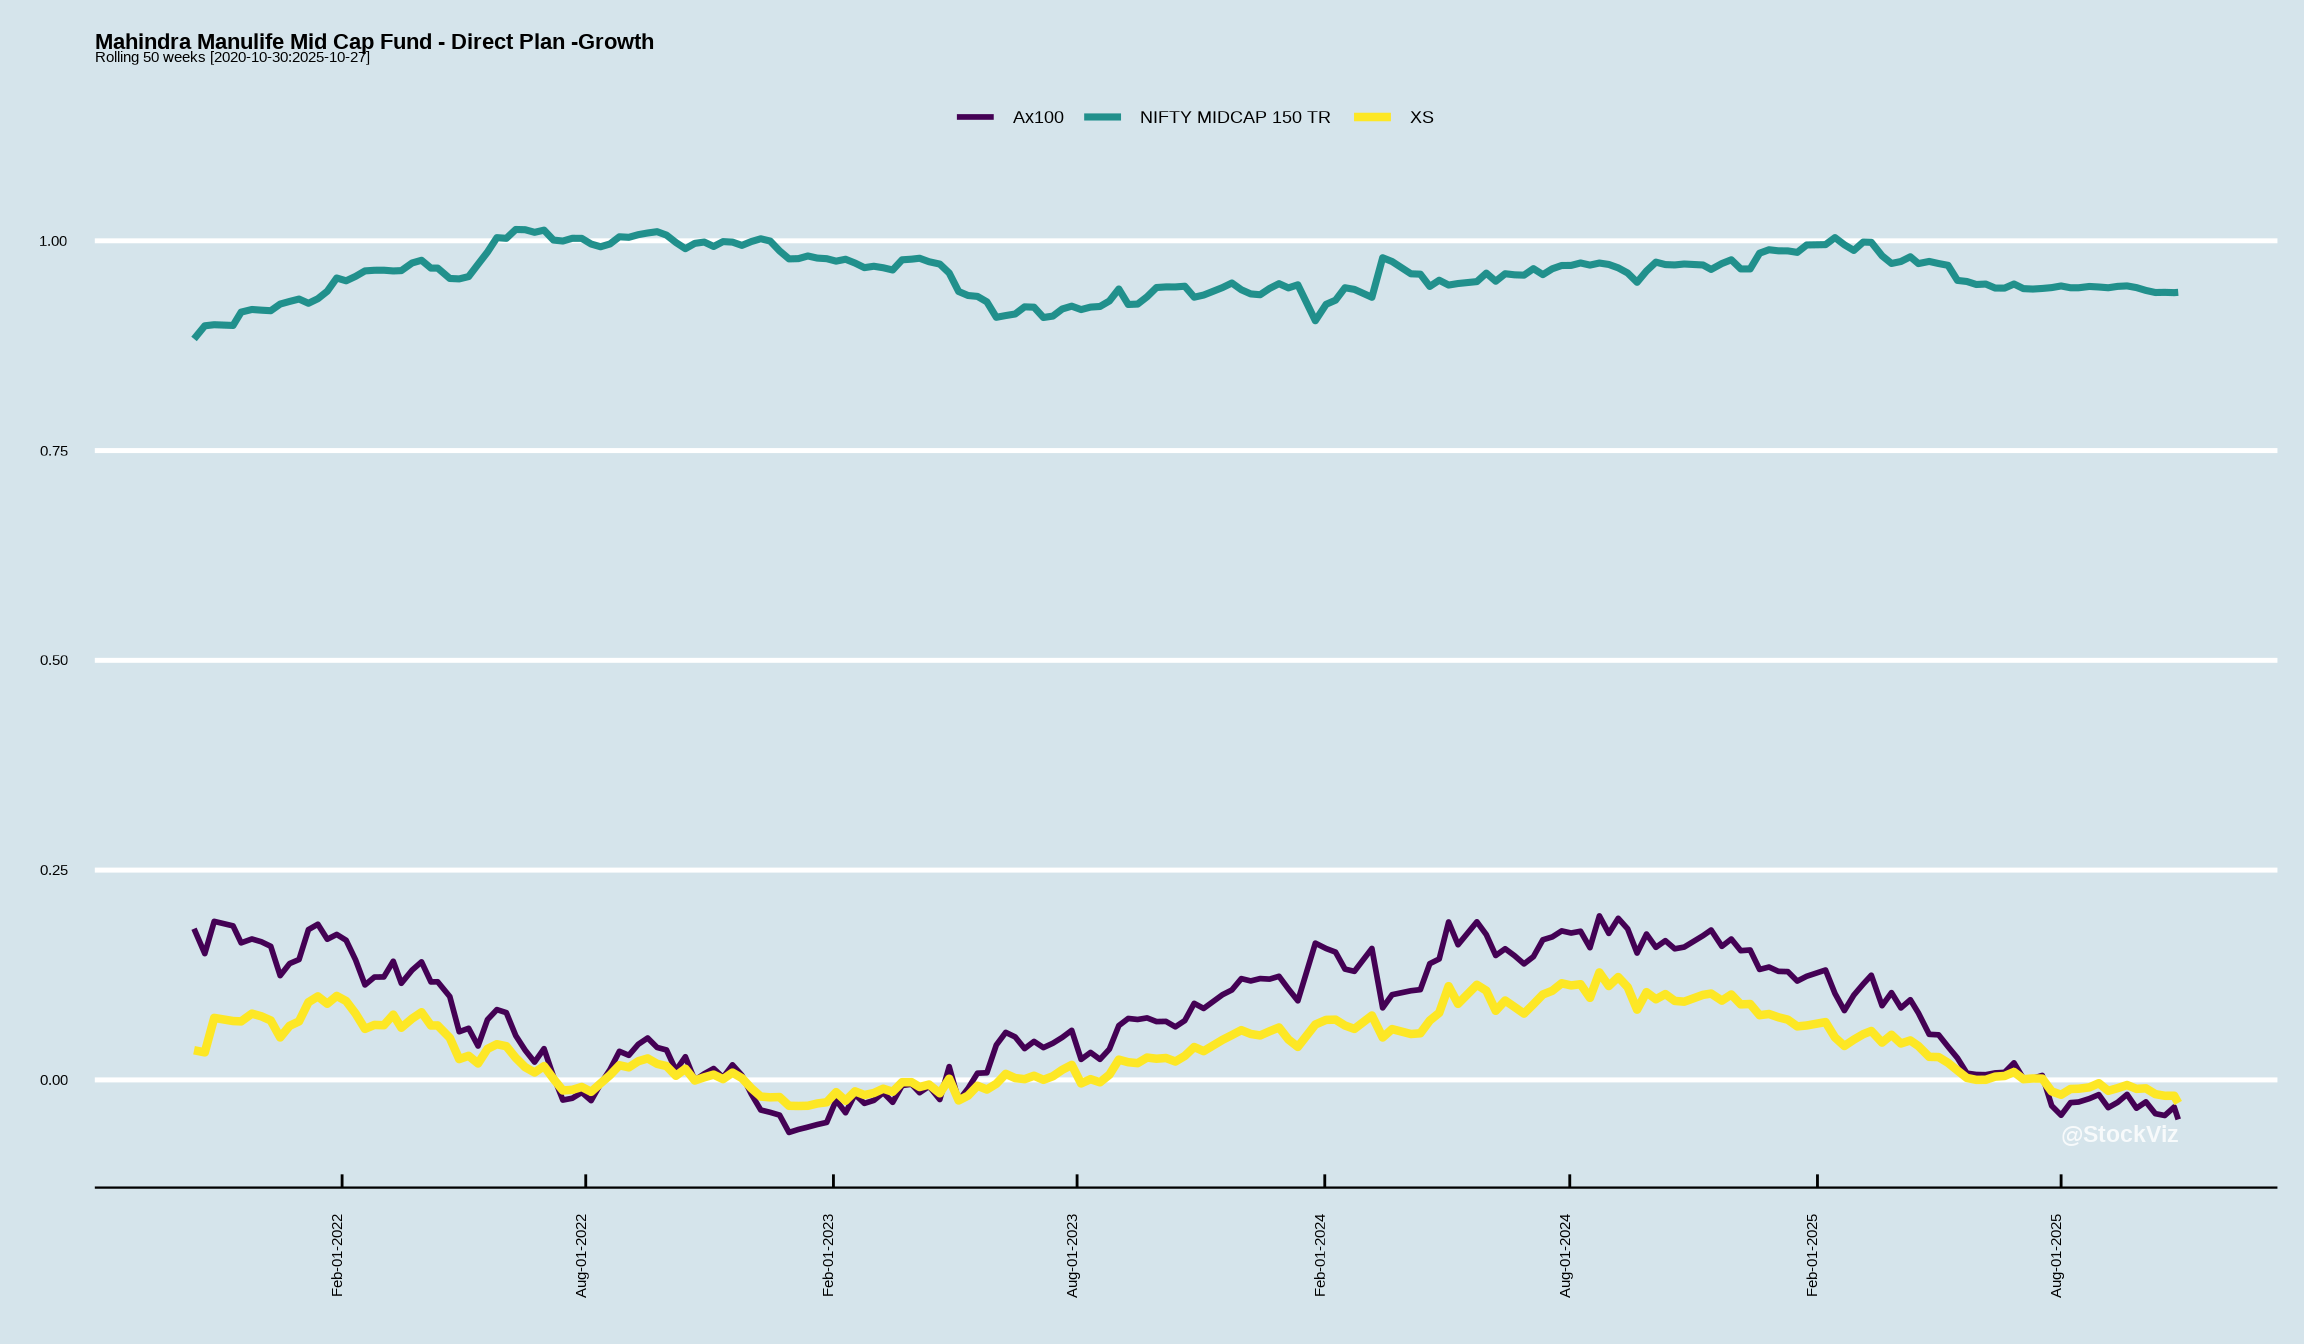 Mahindra Manulife Mid Cap Fund - Direct Plan -Growth
Rolling 50 weeks [2020-10-30:2025-10-27]
Ax100 NIFTY MIDCAP 150 TR XS
1.00
0.75
0.50
0.25
0.00
@StockViz
Feb-01-2022 Aug-01-2022 Feb-01-2023 Aug-01-2023 Feb-01-2024 Aug-01-2024 Feb-01-2025 Aug-01-2025